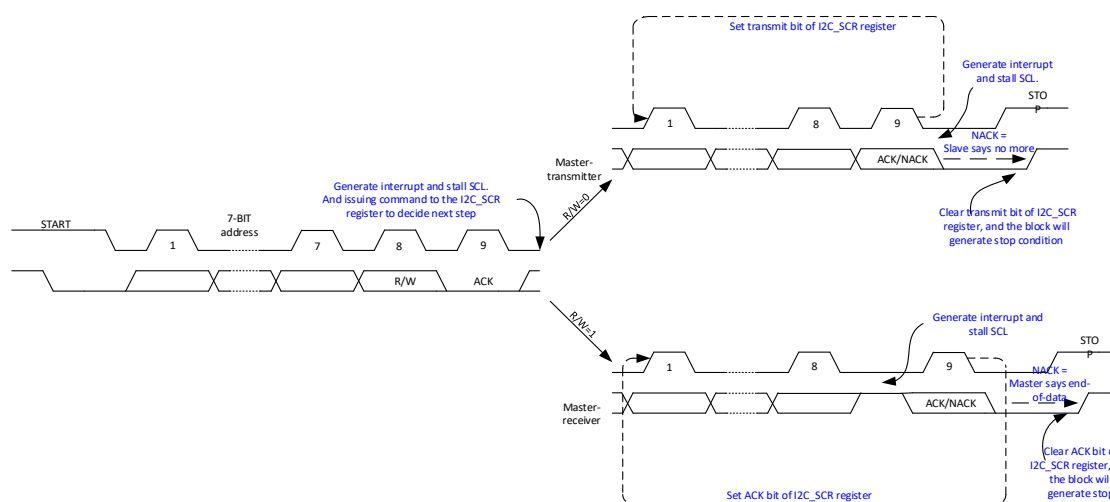 Set transmit bit of I2C_SCR register
Generate interrupt
and stall SCL.
STO
P
1
8
9
NACK =
Slave says no more
Master-
transmitter
ACK/NACK
R/W=0
Clear transmit bit of I2C_SCR
register, and the block will
generate stop condition
Generate interrupt and stall SCL.
And issuing command to the I2C_SCR
register to decide next step
START
7-BIT
address
1
7
8
9
R/W
ACK
R/W=1
Generate interrupt and
stall SCL
STO
P
1
8
9
NACK =
Master says end-
of-data
Master-
receiver
ACK/NACK
Clear ACK bit
I2C_SCR register,
the block will
generate stop
Set ACK bit of I2C_SCR register